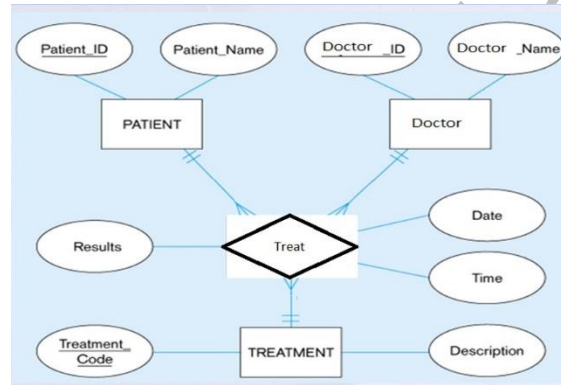 Patient_ID
Patient_Name
Doctor _ID
Doctor _Name
PATIENT
Doctor
Date
Results
Treat
Time
Treatment_
Code
TREATMENT
Description